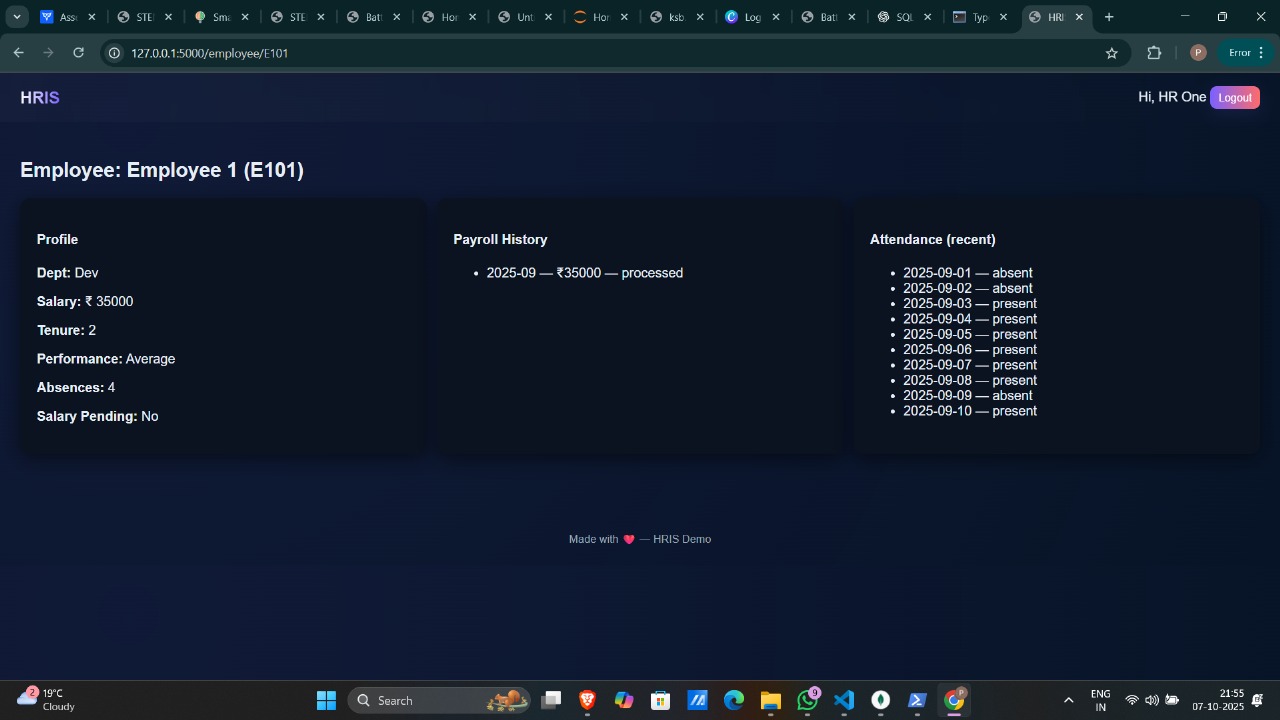 Ass STE Sma STE Batt Hor Unt Hor ksb Log Batt SQL Typ HRI
127.0.0.1:5000/employee/E101 P Error
HRIS Hi, HR One Logout
Employee: Employee 1 (E101)
Profile
Dept: Dev
Salary: ₹ 35000
Tenure: 2
Performance: Average
Absences: 4
Salary Pending: No
Payroll History
• 2025-09 — ₹35000 — processed
Attendance (recent)
• 2025-09-01 — absent
• 2025-09-02 — absent
• 2025-09-03 — present
• 2025-09-04 — present
• 2025-09-05 — present
• 2025-09-06 — present
• 2025-09-07 — present
• 2025-09-08 — present
• 2025-09-09 — absent
• 2025-09-10 — present
Made with ❤ — HRIS Demo
2 19°C
Cloudy
Search
9
P
ENG
IN
21:55
07-10-2025